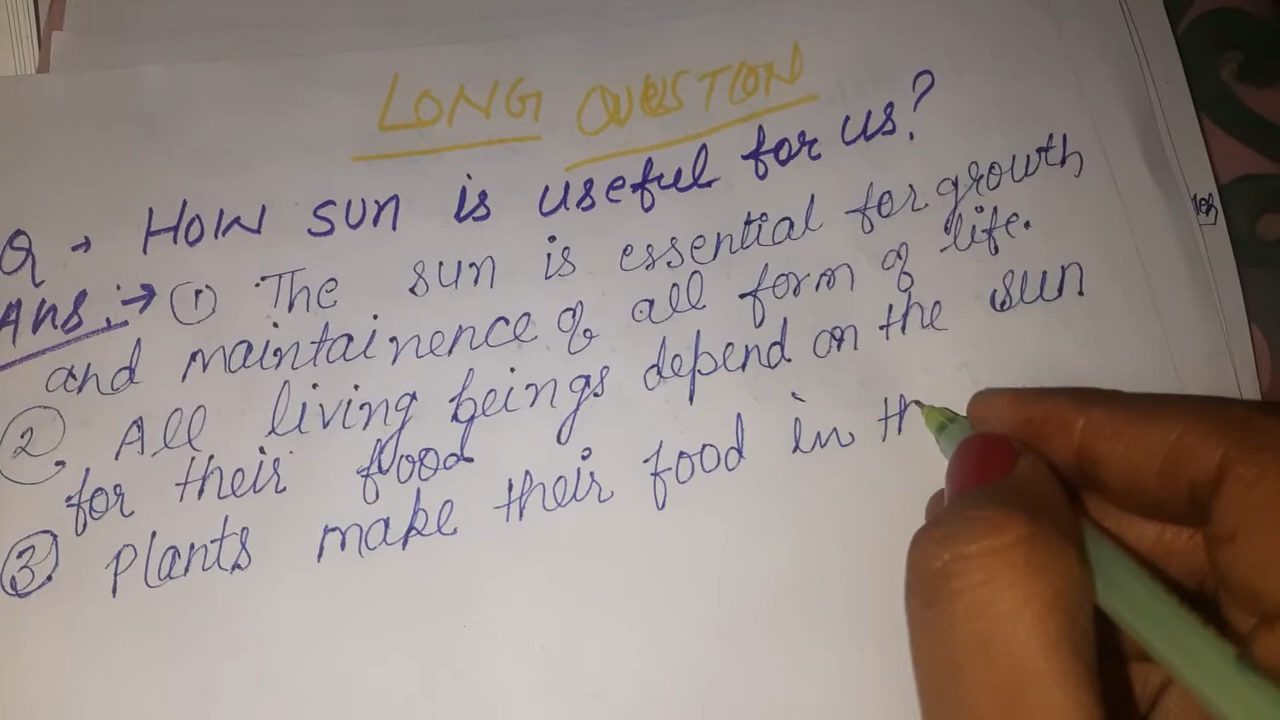 LONG QUESTION
Q → HOW SUN is useful for us?
Ans :→ ① The sun is essential for growth
and maintainence of all form of life.
②. All living beings depend on the sun
for their food
③ Plants make their food in th